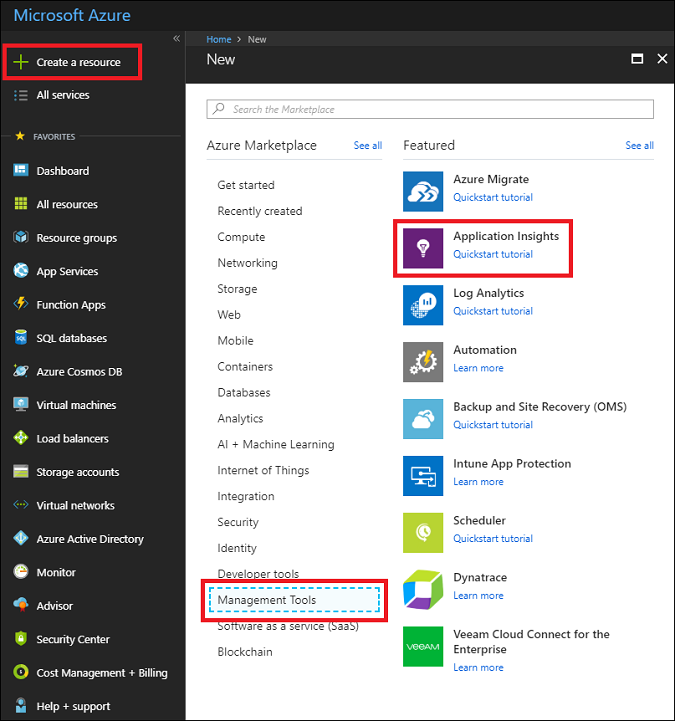 Microsoft Azure
«
Create a resource
All services
FAVORITES
Dashboard
All resources
Resource groups
App Services
Function Apps
SQL databases
Azure Cosmos DB
Virtual machines
Load balancers
Storage accounts
Virtual networks
Azure Active Directory
Monitor
Advisor
Security Center
Cost Management + Billing
Help + support
Home > New
New
Search the Marketplace
Azure Marketplace See all
Get started
Recently created
Compute
Networking
Storage
Web
Mobile
Containers
Databases
Analytics
AI + Machine Learning
Internet of Things
Integration
Security
Identity
Developer tools
Management Tools
Software as a service (SaaS)
Blockchain
Featured See all
Azure Migrate
Quickstart tutorial
Application Insights
Quickstart tutorial
Log Analytics
Quickstart tutorial
Automation
Learn more
Backup and Site Recovery (OMS)
Quickstart tutorial
Intune App Protection
Learn more
Scheduler
Quickstart tutorial
Dynatrace
Learn more
VEEAM
Veeam Cloud Connect for the
Enterprise
Learn more